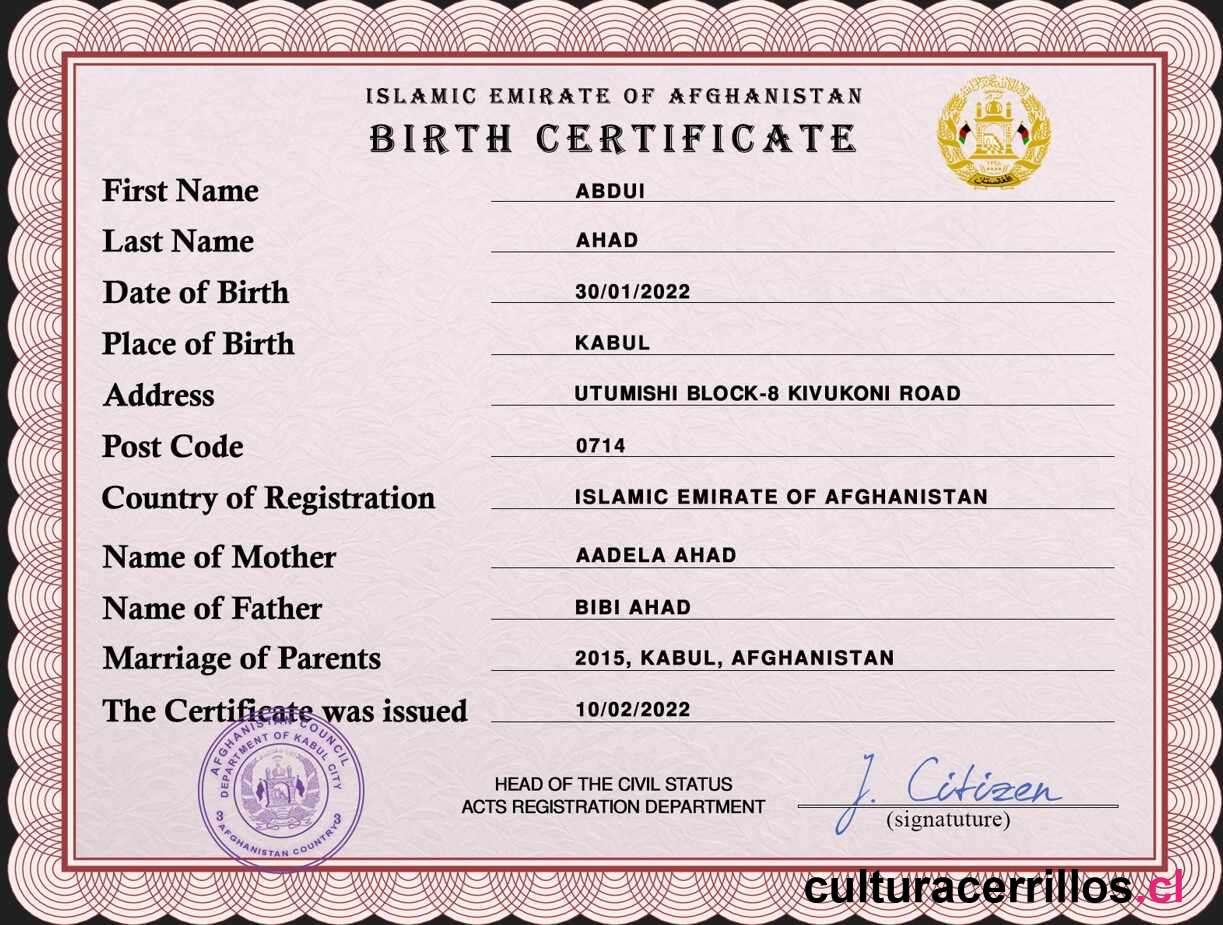 ISLAMIC EMIRATE OF AFGHANISTAN
BIRTH CERTIFICATE
First Name ABDUI
Last Name AHAD
Date of Birth 30/01/2022
Place of Birth KABUL
Address UTUMISHI BLOCK-8 KIVUKONI ROAD
Post Code 0714
Country of Registration ISLAMIC EMIRATE OF AFGHANISTAN
Name of Mother AADELA AHAD
Name of Father BIBI AHAD
Marriage of Parents 2015, KABUL, AFGHANISTAN
The Certificate was issued 10/02/2022
AFGHANISTAN COUNCIL
DEPARTMENT OF KABUL CITY
3 AFGHANISTAN COUNTRY 3
HEAD OF THE CIVIL STATUS
ACTS REGISTRATION DEPARTMENT
J. Citizen
(signatuture)
culturacerrillos.cl